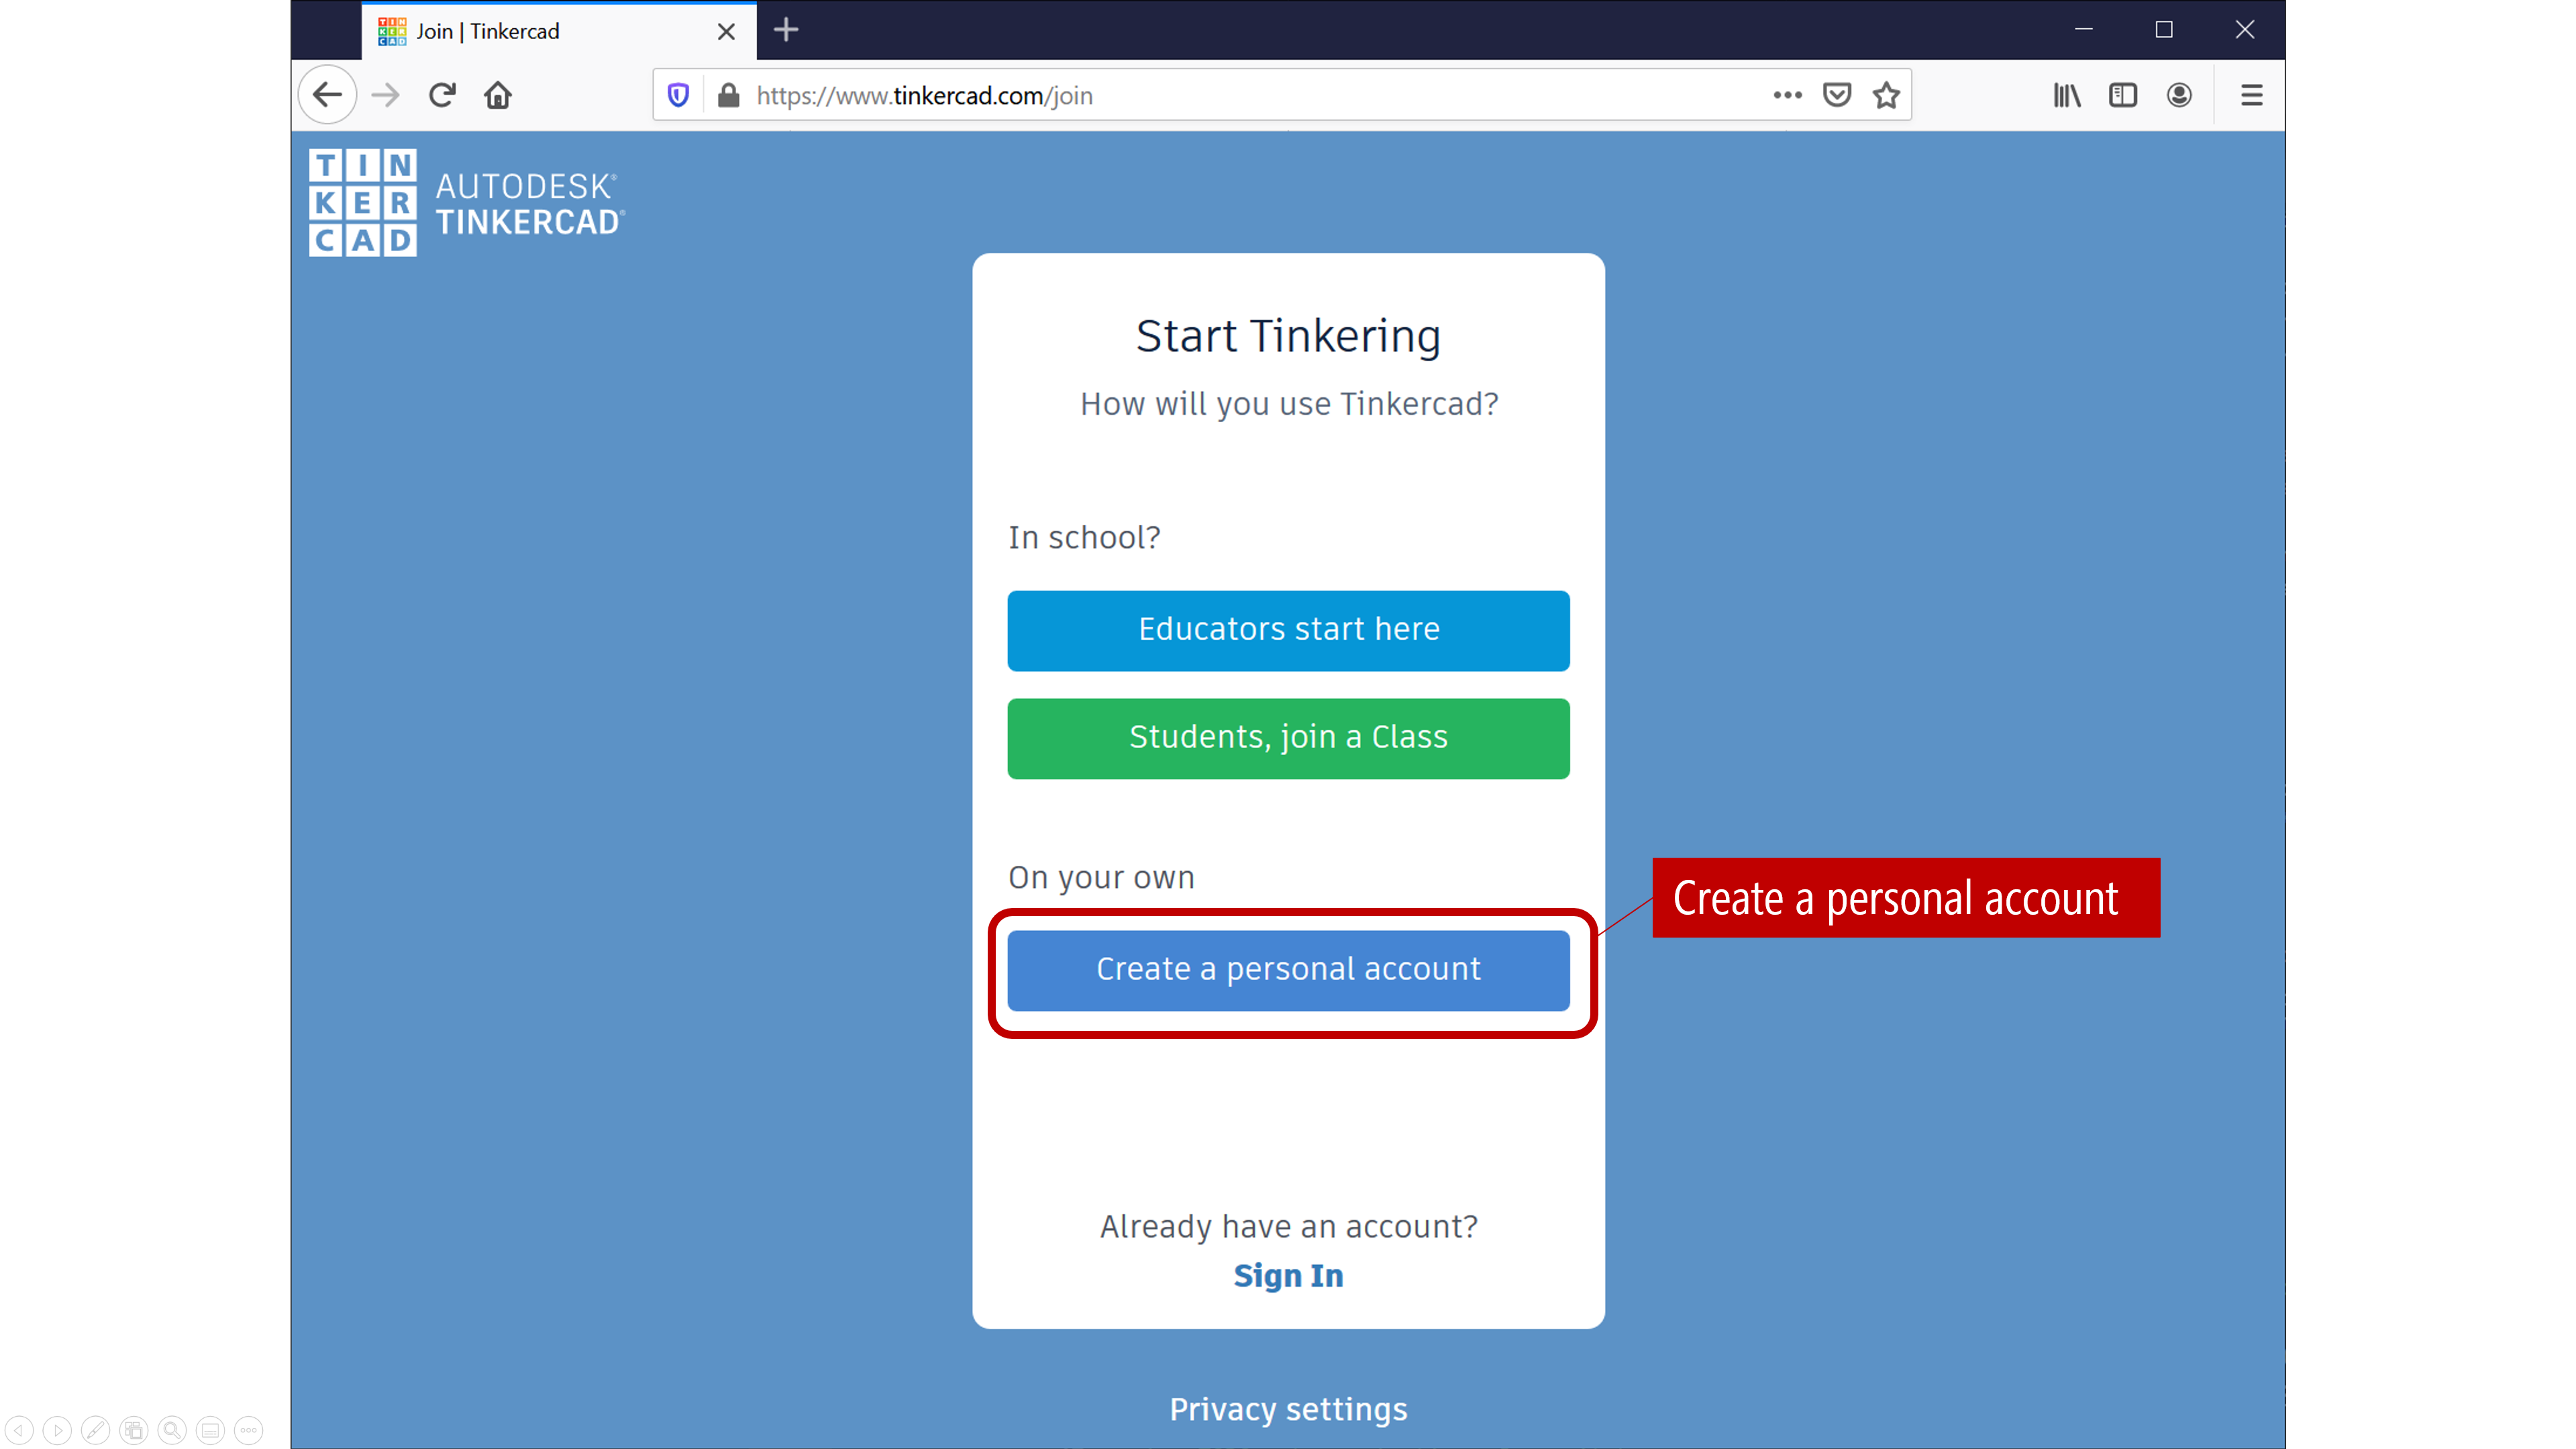 Join | Tinkercad
https://www.tinkercad.com/join
TIN
KER
CAD
AUTODESK®
TINKERCAD®
Start Tinkering
How will you use Tinkercad?
In school?
Educators start here
Students, join a Class
On your own
Create a personal account
Create a personal account
Already have an account?
Sign In
Privacy settings